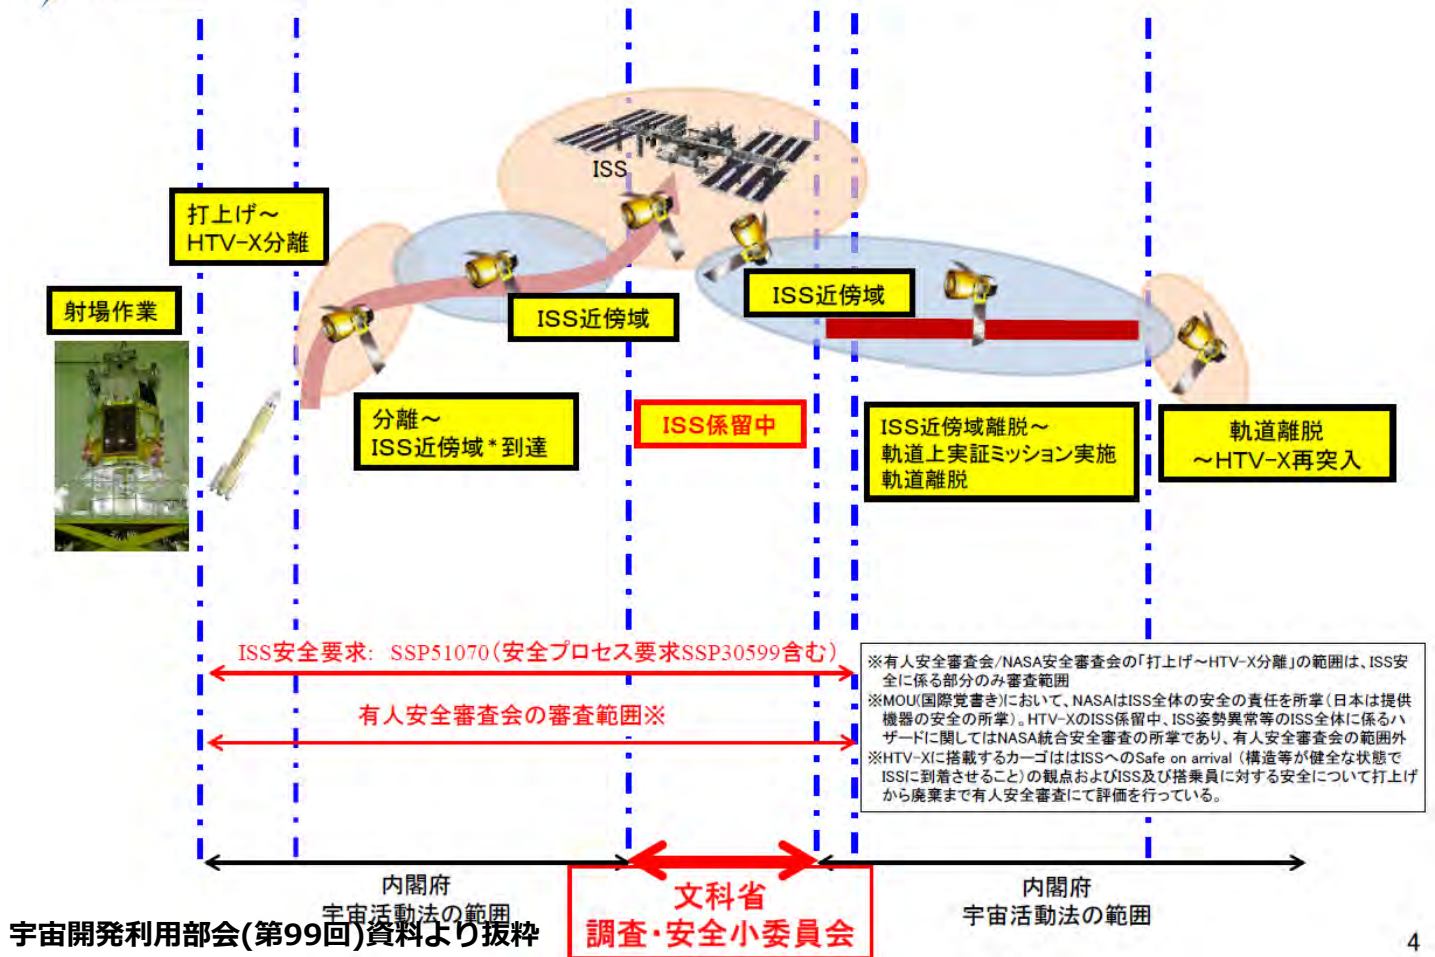 ISS
打上げ～
HTV-X分離
射場作業
ISS近傍域
ISS近傍域
分離～
ISS近傍域*到達
ISS係留中
ISS近傍域離脱～
軌道上実証ミッション実施
軌道離脱
軌道離脱
～HTV-X再突入
ISS安全要求: SSP51070(安全プロセス要求SSP30599含む)
有人安全審査会の審査範囲※
※有人安全審査会/NASA安全審査会の「打上げ～HTV-X分離」の範囲は、ISS安
全に係る部分のみ審査範囲
※MOU(国際覚書き)において、NASAはISS全体の安全の責任を所掌(日本は提供
機器の安全の所掌)。HTV-XのISS係留中、ISS姿勢異常等のISS全体に係るハ
ザードに関してはNASA統合安全審査の所掌であり、有人安全審査会の範囲外
※HTV-Xに搭載するカーゴははISSへのSafe on arrival (構造等が健全な状態で
ISSに到着させること)の観点およびISS及び搭乗員に対する安全について打上げ
から廃棄まで有人安全審査にて評価を行っている。
内閣府
宇宙活動法の範囲
文科省
調査・安全小委員会
内閣府
宇宙活動法の範囲
宇宙開発利用部会(第99回)資料より抜粋
4